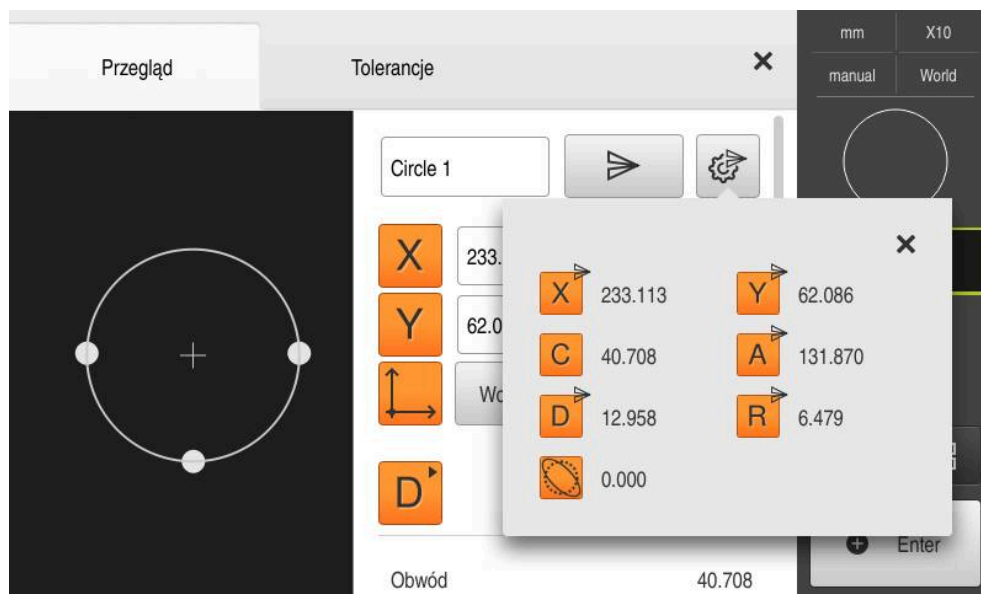 Przegląd Tolerancje
mm X10
manual World
Circle 1
X 233.
Y 62.0
Wo
D
X 233.113 Y 62.086
C 40.708 A 131.870
D 12.958 R 6.479
0.000
Enter
Obwód 40.708